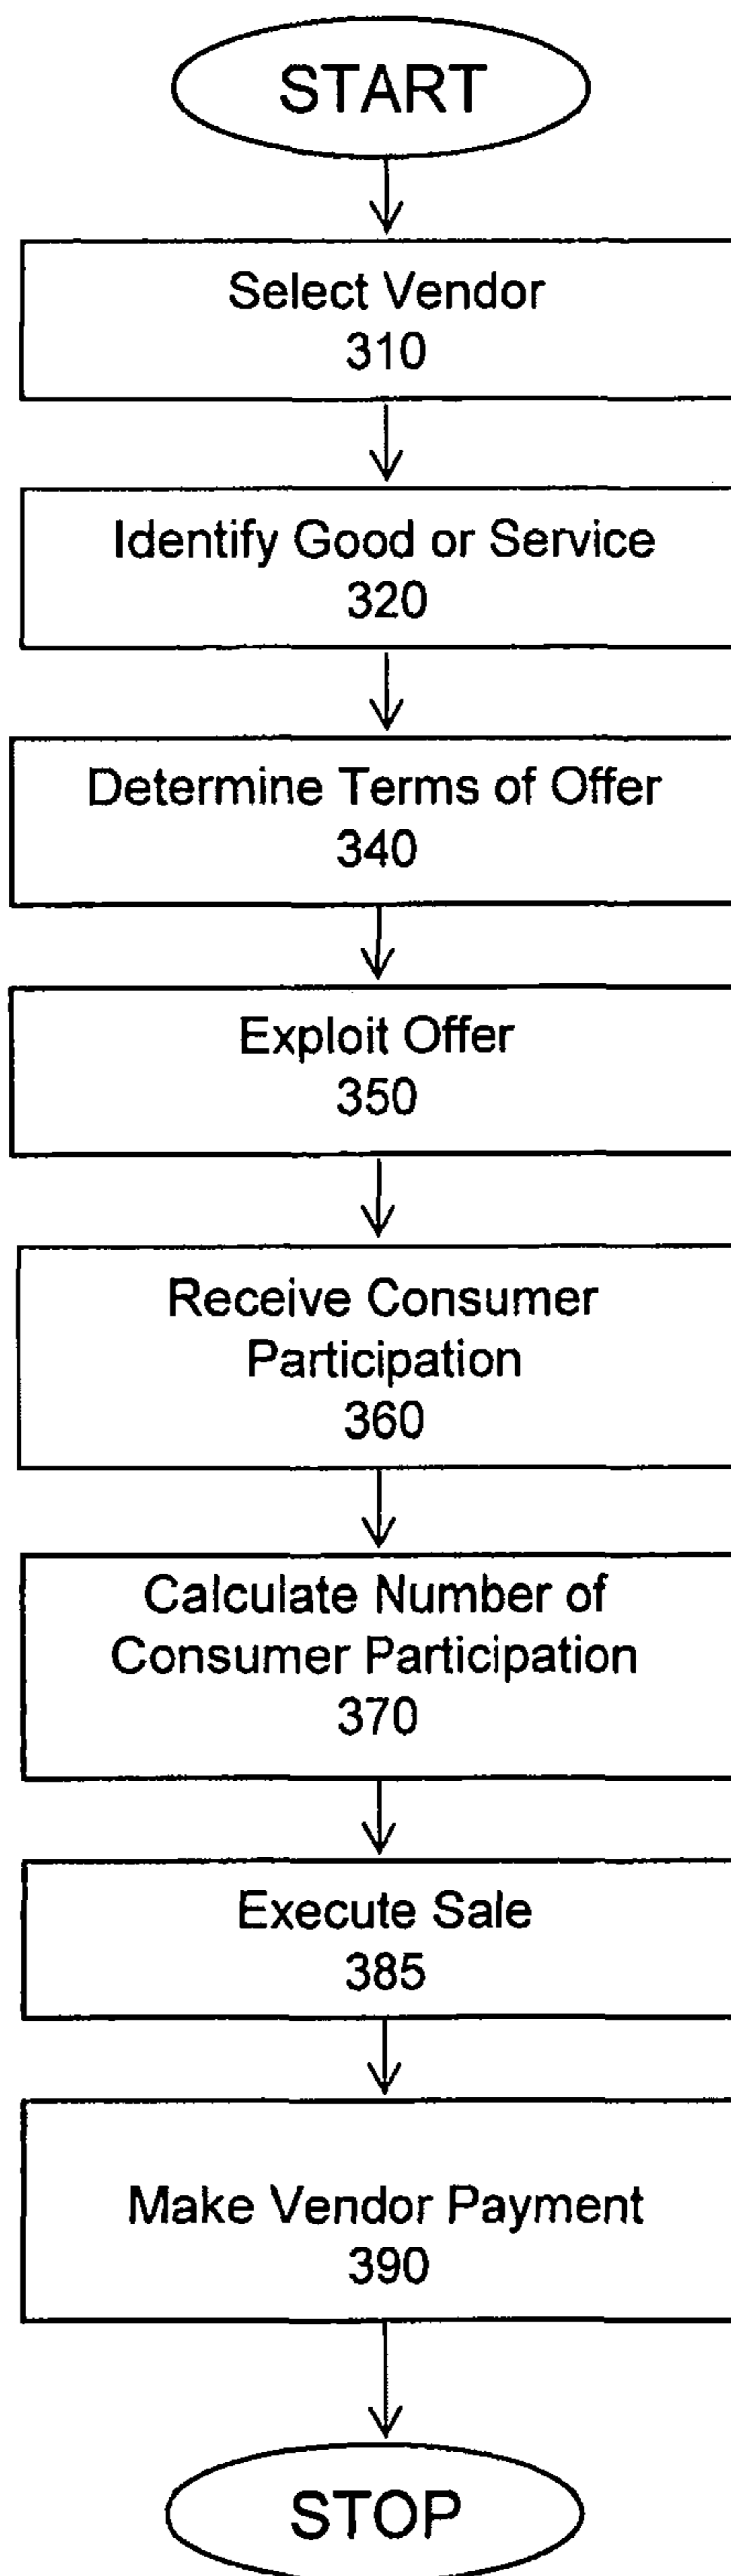 START
Select Vendor
310
Identify Good or Service
320
Determine Terms of Offer
340
Exploit Offer
350
Receive Consumer
Participation
360
Calculate Number of
Consumer Participation
370
Execute Sale
385
Make Vendor Payment
390
STOP